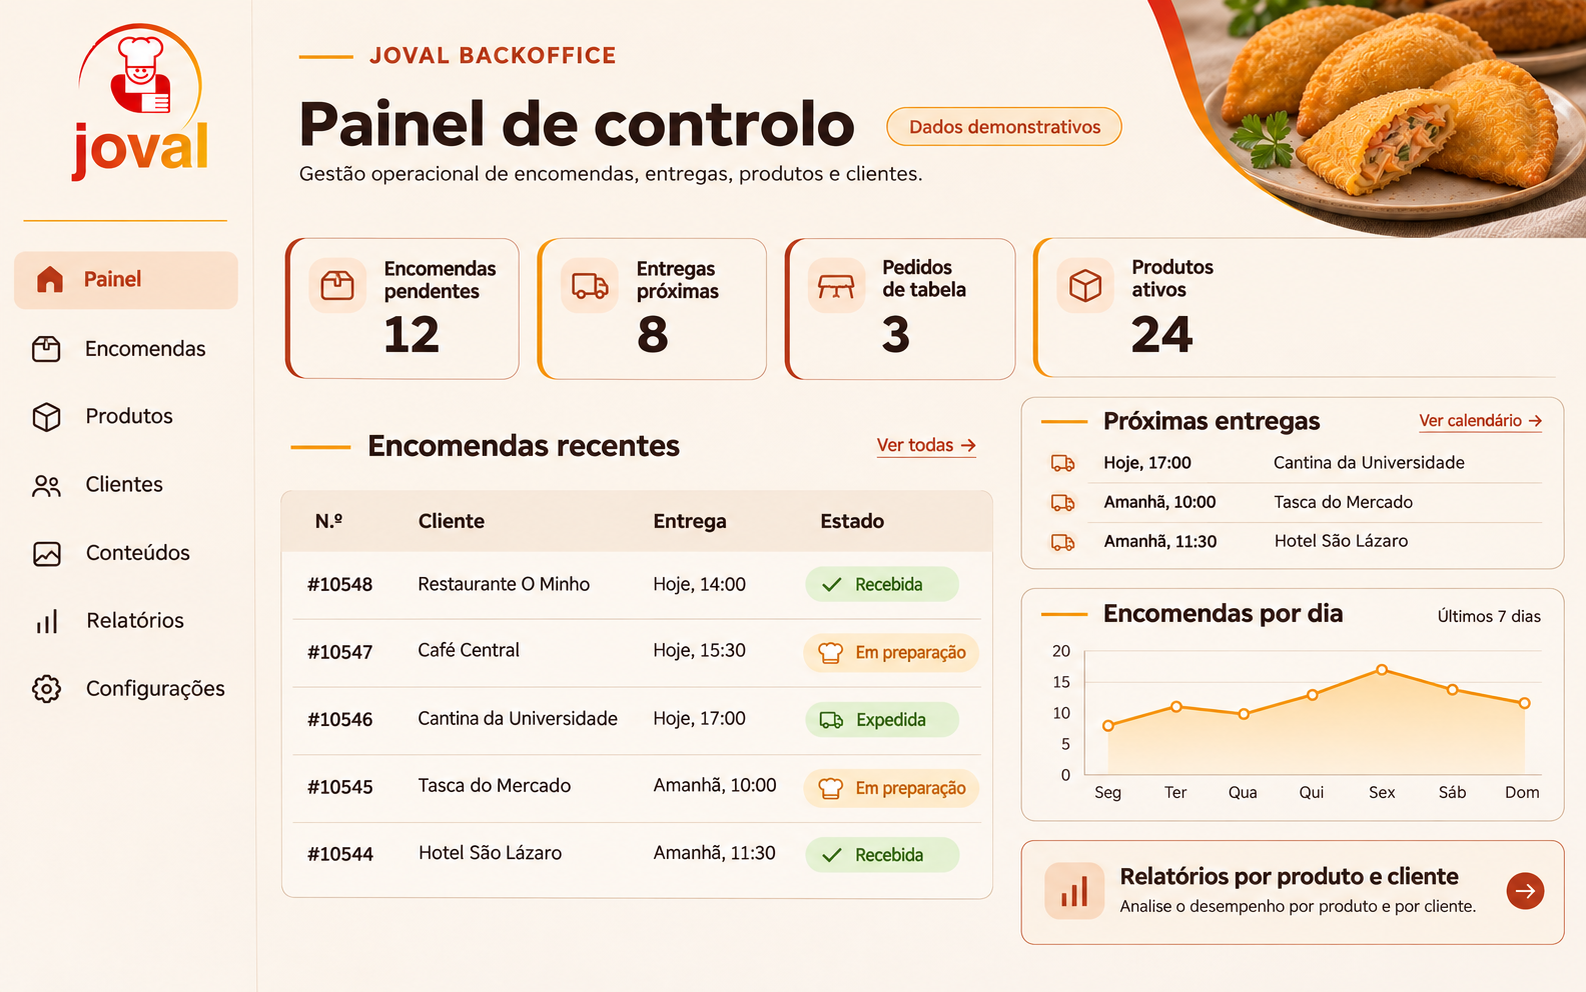 joval
Painel
Encomendas
Produtos
Clientes
Conteúdos
Relatórios
Configurações
JOVAL BACKOFFICE
Painel de controlo
Dados demonstrativos
Gestão operacional de encomendas, entregas, produtos e clientes.
Encomendas
pendentes
12
Entregas
próximas
8
Pedidos
de tabela
3
Produtos
ativos
24
Encomendas recentes
Ver todas →
N.º Cliente Entrega Estado
#10548 Restaurante O Minho Hoje, 14:00 Recebida
#10547 Café Central Hoje, 15:30 Em preparação
#10546 Cantina da Universidade Hoje, 17:00 Expedida
#10545 Tasca do Mercado Amanhã, 10:00 Em preparação
#10544 Hotel São Lázaro Amanhã, 11:30 Recebida
Próximas entregas
Ver calendário →
Hoje, 17:00 Cantina da Universidade
Amanhã, 10:00 Tasca do Mercado
Amanhã, 11:30 Hotel São Lázaro
Encomendas por dia
Últimos 7 dias
20
15
10
5
0
Seg Ter Qua Qui Sex Sáb Dom
Relatórios por produto e cliente
Analise o desempenho por produto e por cliente.